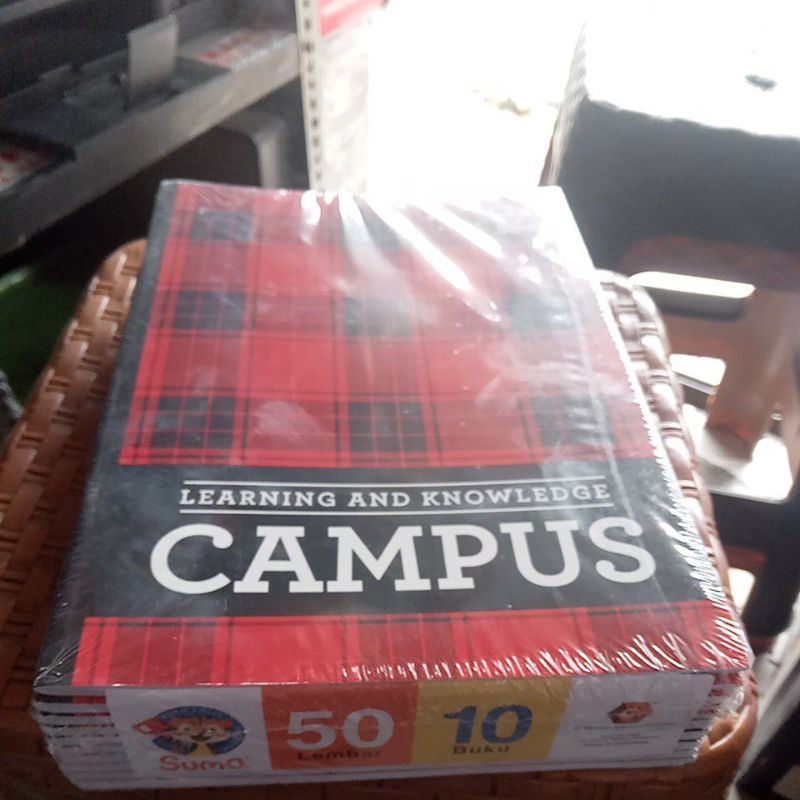 LEARNING AND KNOWLEDGE
CAMPUS
Suma
50
Lembar
10
Buku